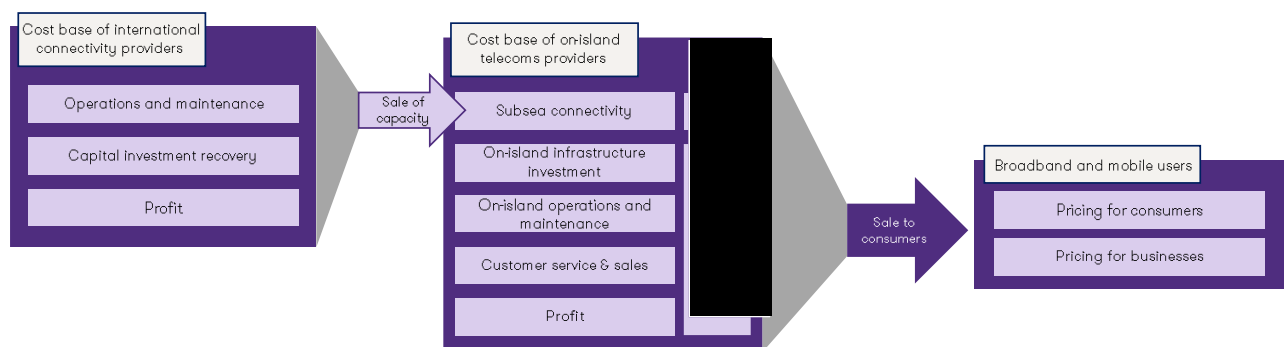 Cost base of international
connectivity providers
Operations and maintenance
Capital investment recovery
Profit
Sale of
capacity
Cost base of on-island
telecoms providers
Subsea connectivity
On-island infrastructure
investment
On-island operations and
maintenance
Customer service & sales
Profit
Sale to
consumers
Broadband and mobile users
Pricing for consumers
Pricing for businesses